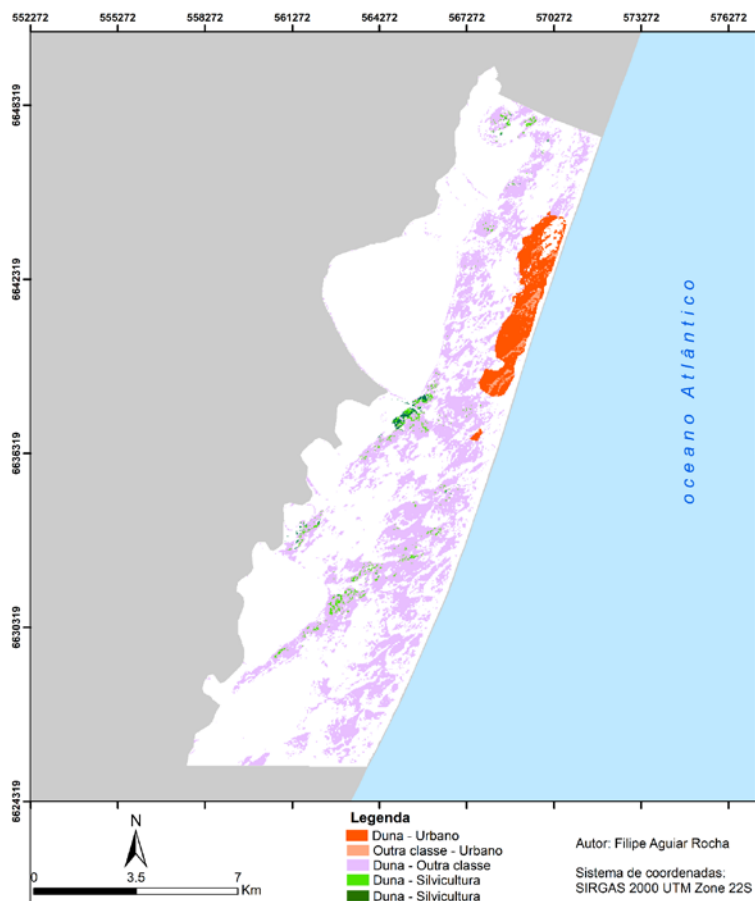 552272 555272 558272 561272 564272 567272 570272 573272 576272
6648319
6642319
6636319
6630319
6624319
oceano Atlântico
N
0 3.5 7
Km
Legenda
Duna - Urbano
Outra classe - Urbano
Duna - Outra classe
Duna - Silvicultura
Duna - Silvicultura
Autor: Filipe Aguiar Rocha
Sistema de coordenadas:
SIRGAS 2000 UTM Zone 22S